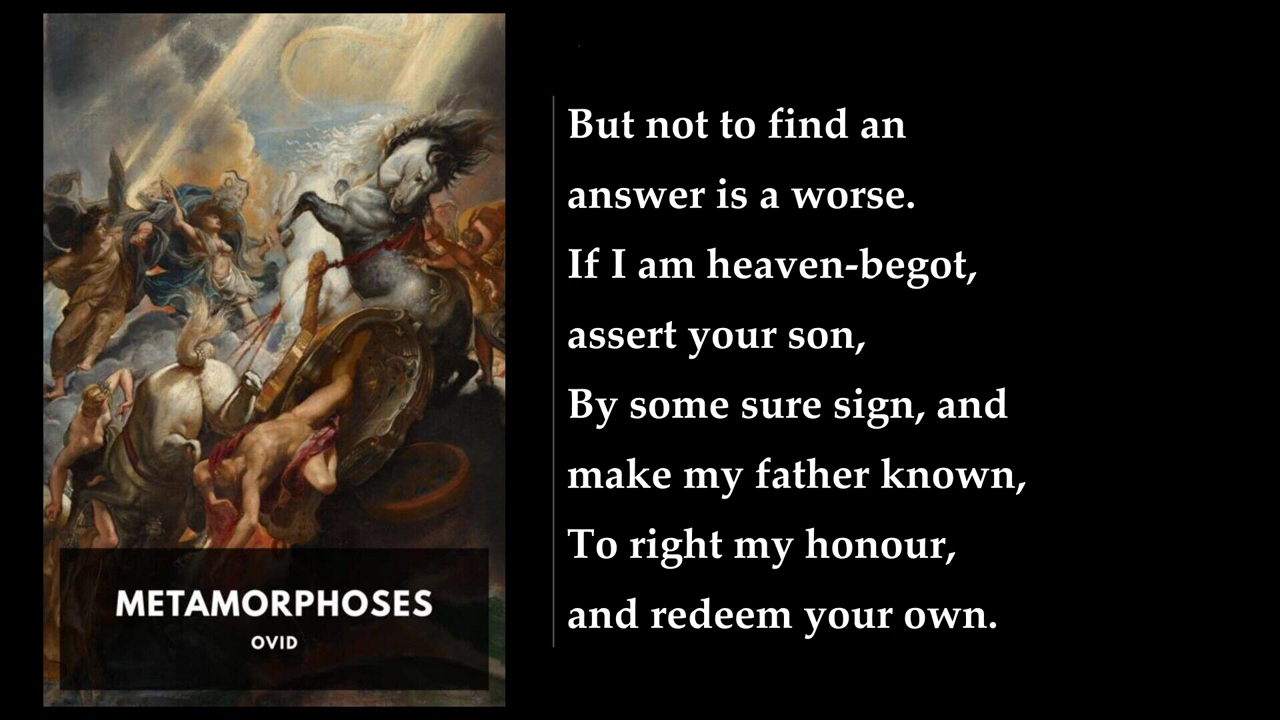 METAMORPHOSES
OVID
But not to find an
answer is a worse.
If I am heaven-begot,
assert your son,
By some sure sign, and
make my father known,
To right my honour,
and redeem your own.